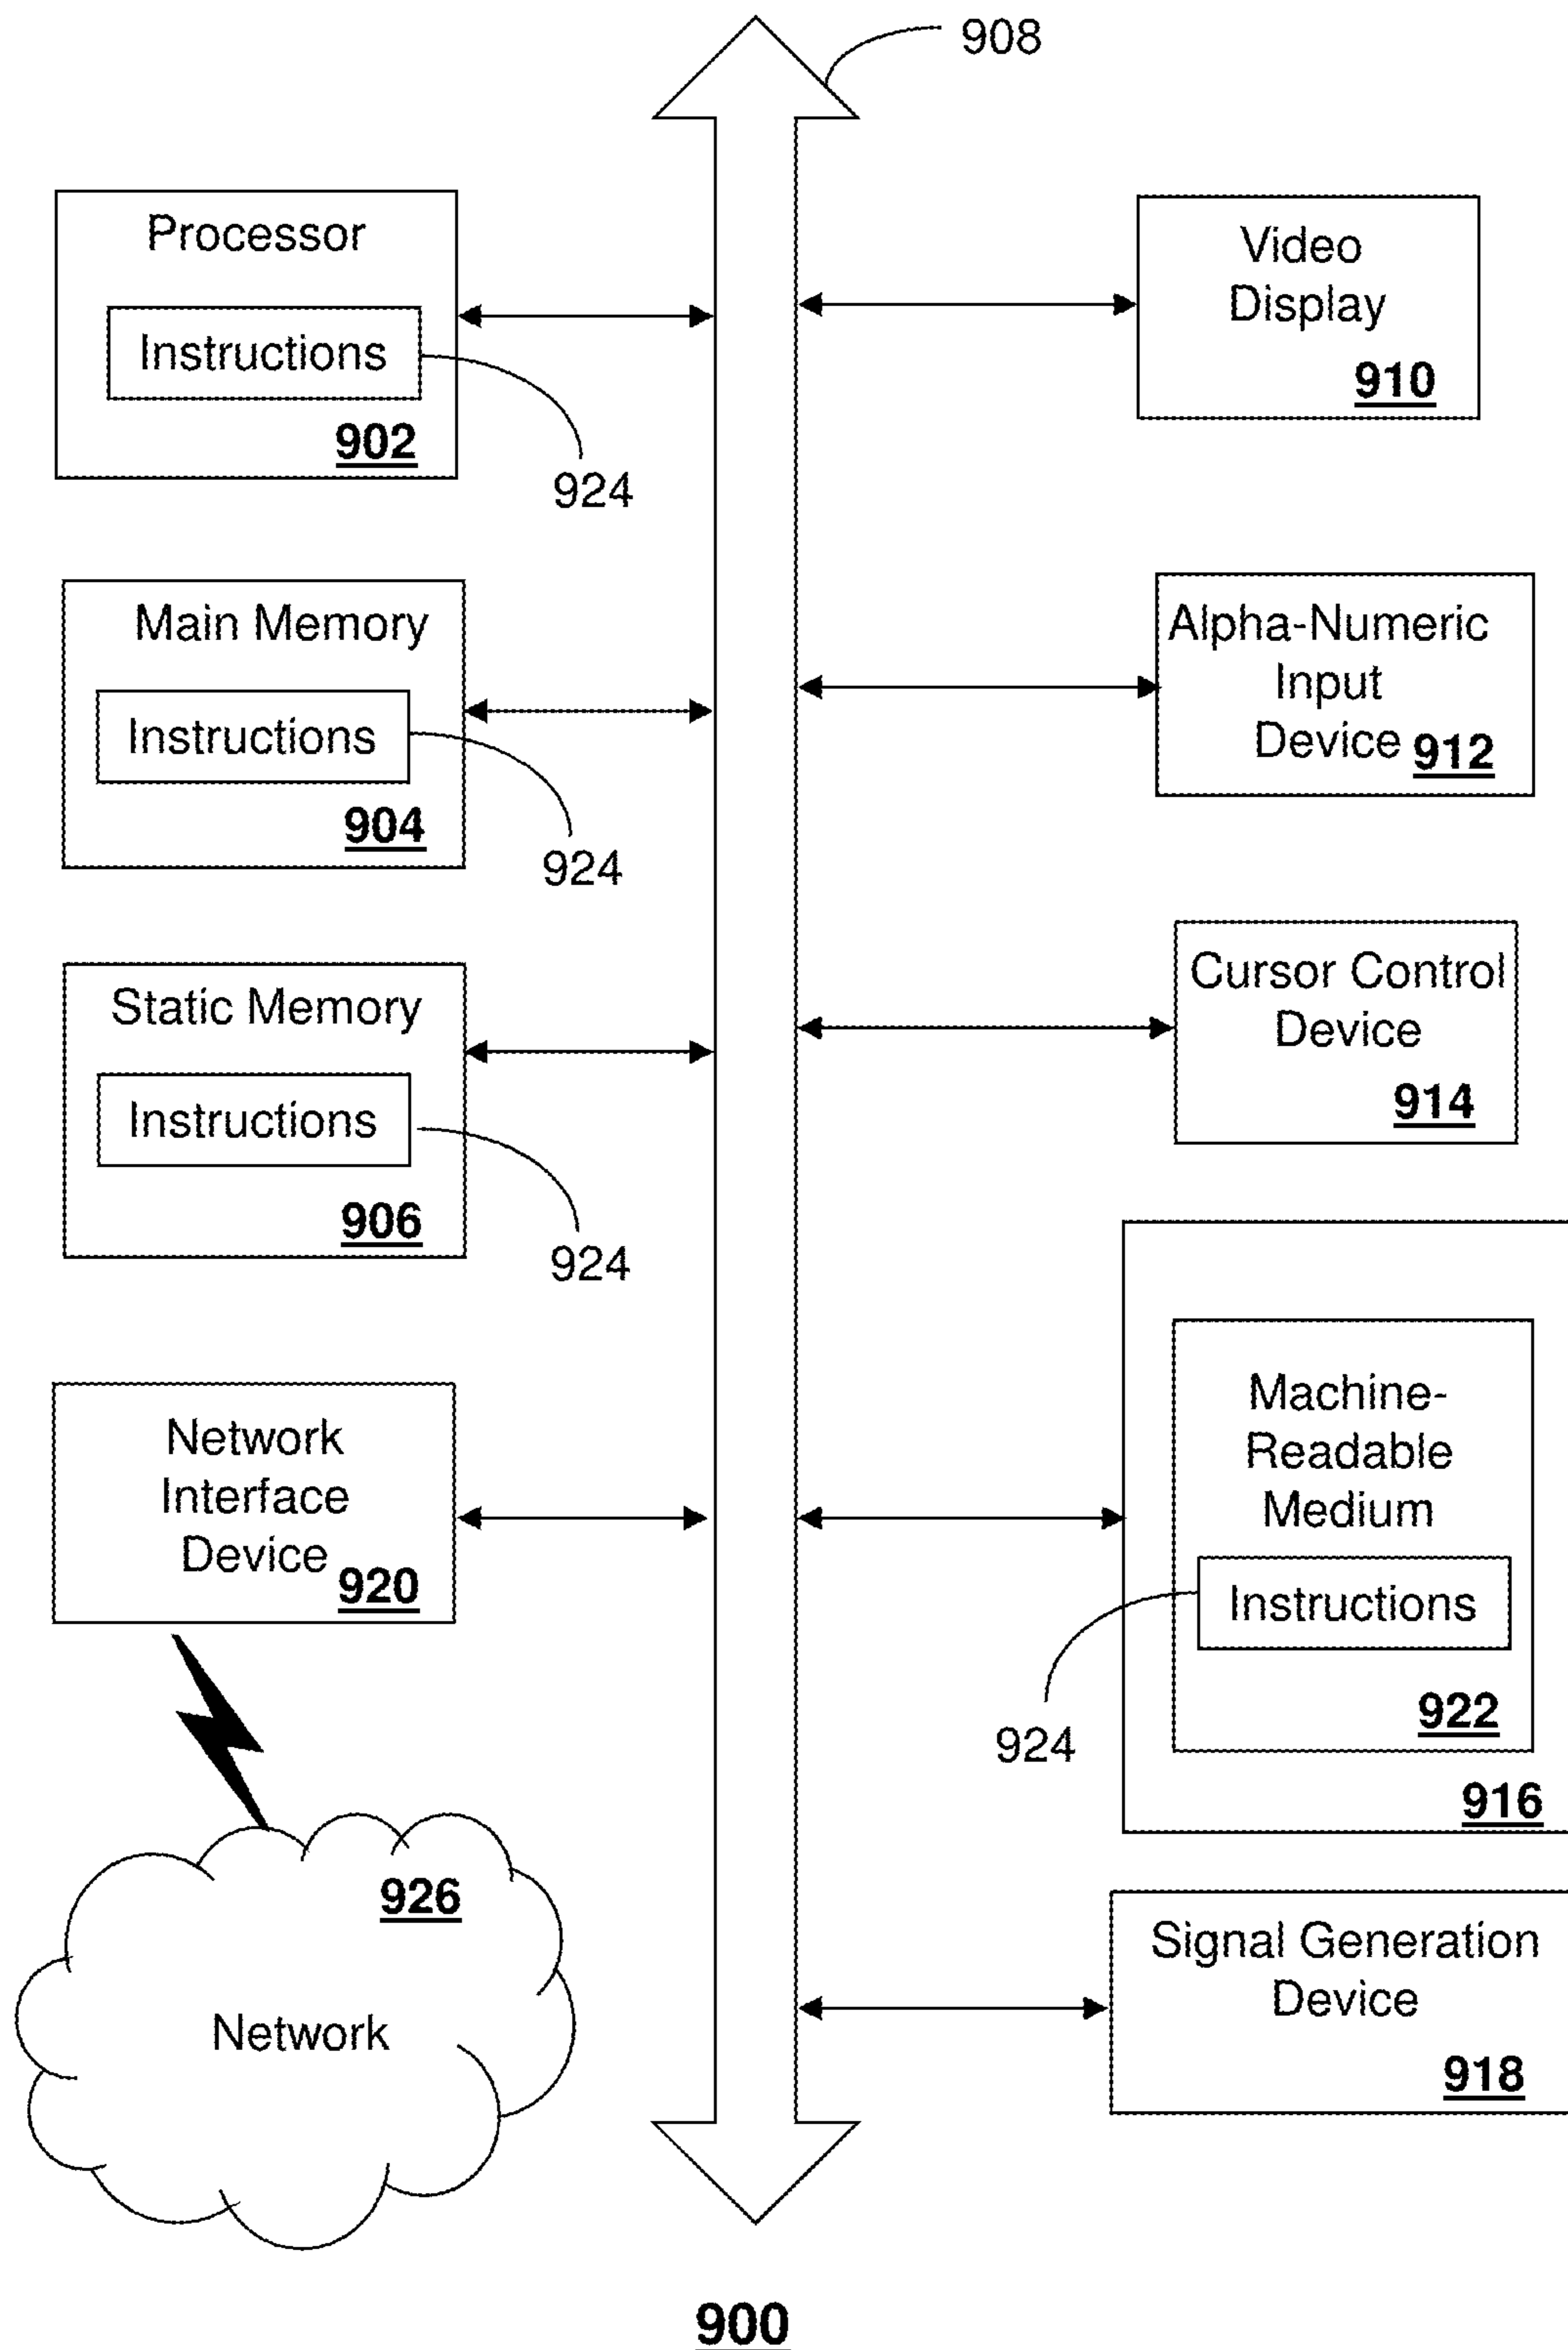 908
Processor
Instructions
902
924
Video
Display
910
Main Memory
Instructions
904
924
Alpha-Numeric
Input
Device 912
Static Memory
Instructions
906
924
Cursor Control
Device
914
Network
Interface
Device 920
Machine-
Readable
Medium
Instructions
922
924
916
926
Network
Signal Generation
Device
918
900